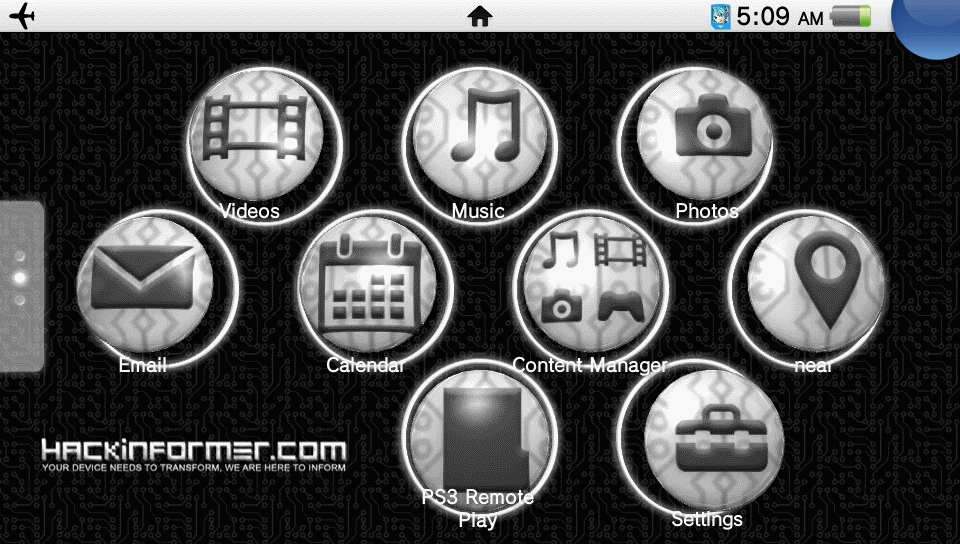 5:09 AM
Videos
Music
Photos
Email
Calendar
Content Manager
near
HACKINFORMER.COM
YOUR DEVICE NEEDS TO TRANSFORM, WE ARE HERE TO INFORM
PS3 Remote
Play
Settings